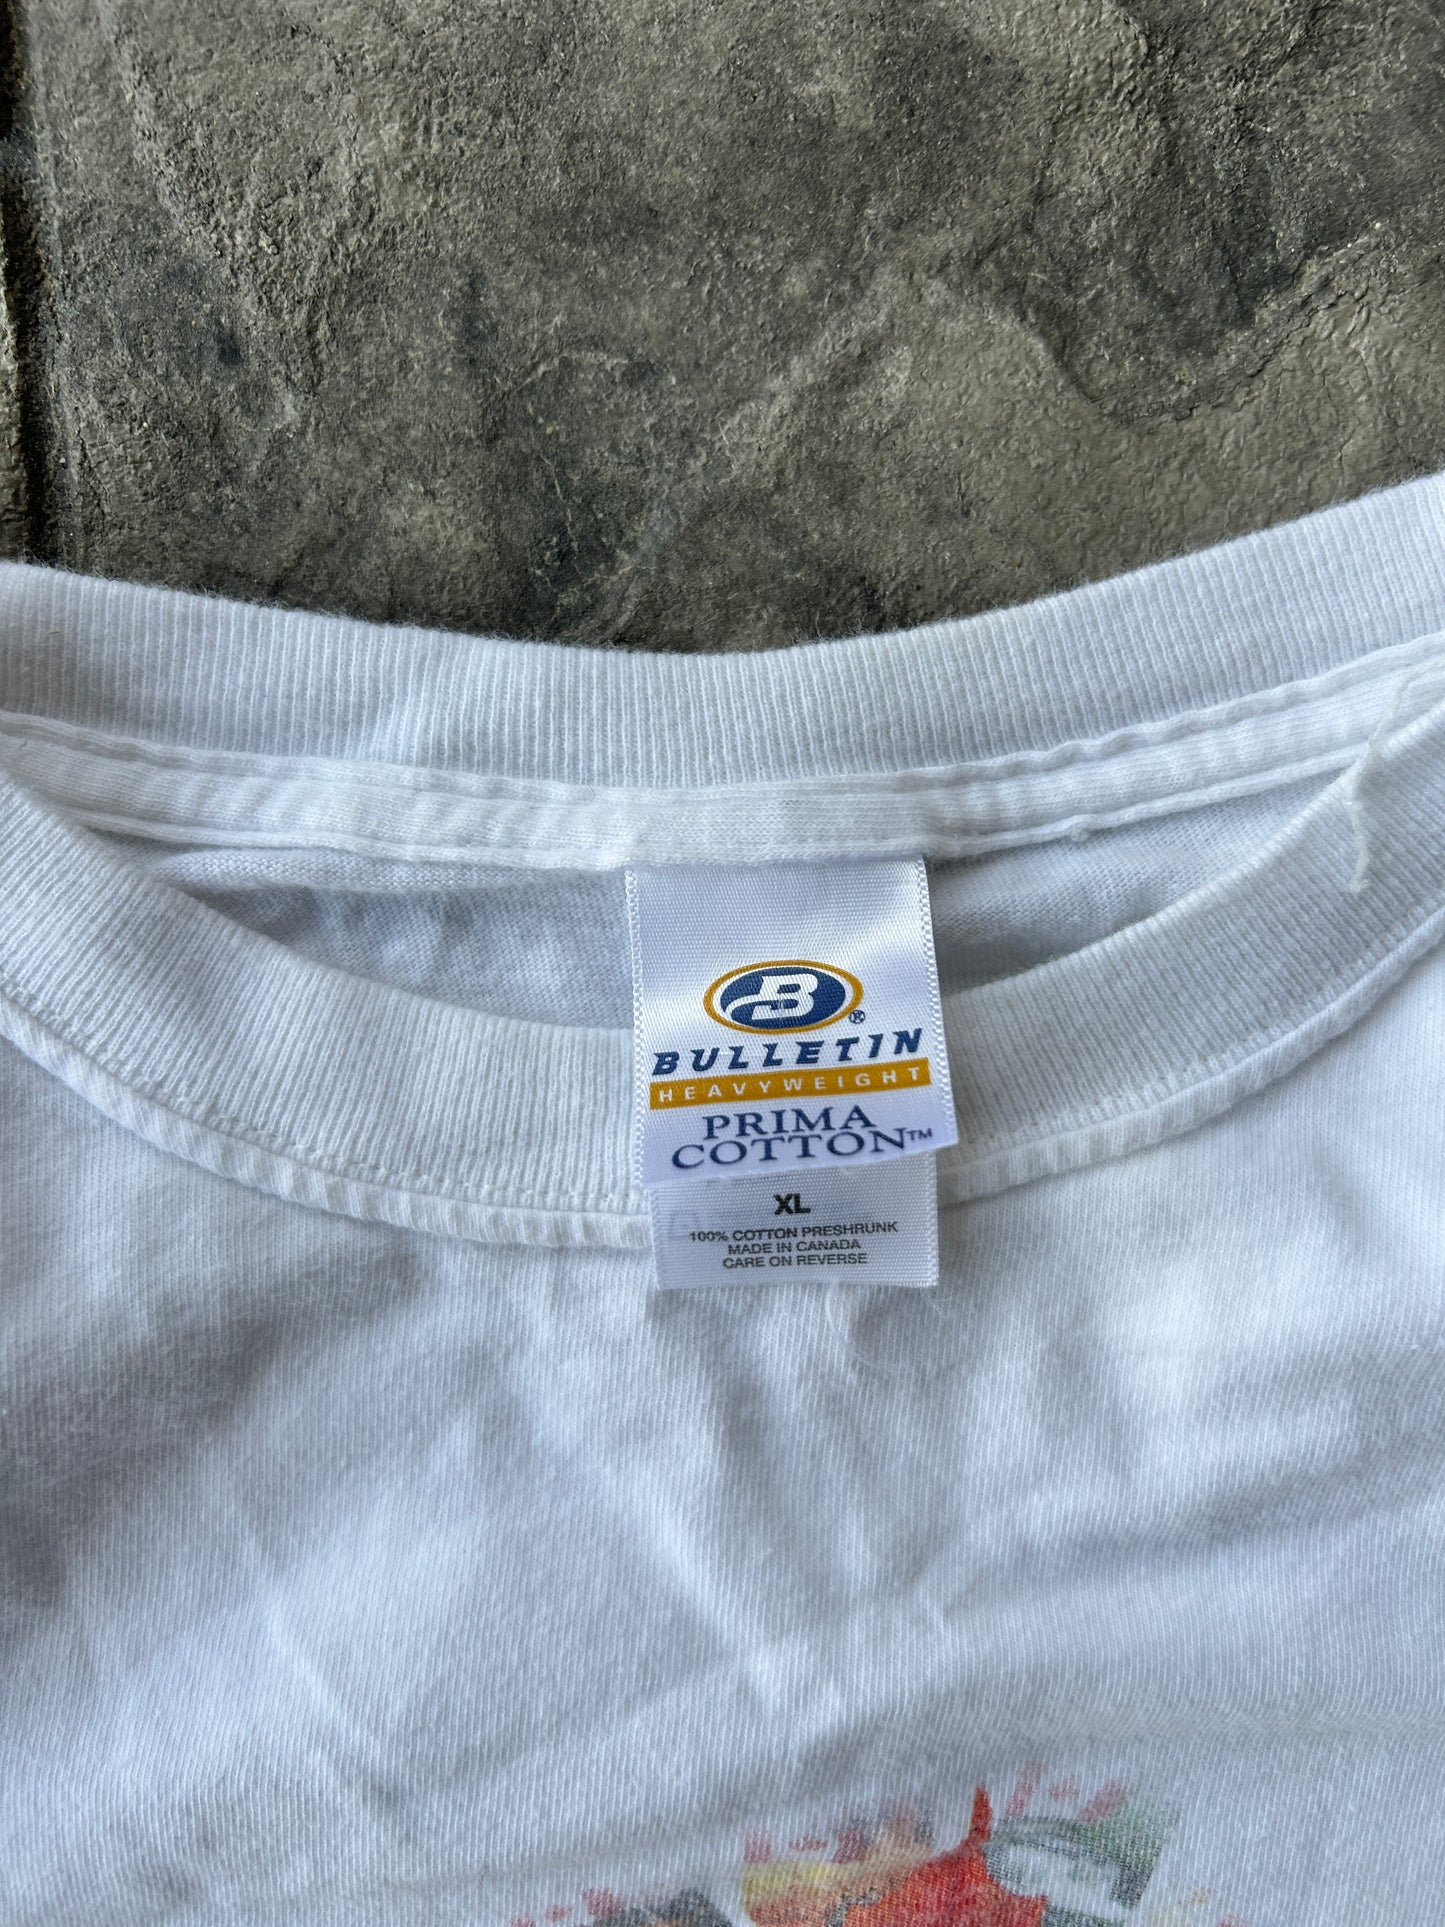 B®
BULLETIN
HEAVYWEIGHT
PRIMA
COTTON™
XL
100% COTTON PRESHRUNK
MADE IN CANADA
CARE ON REVERSE